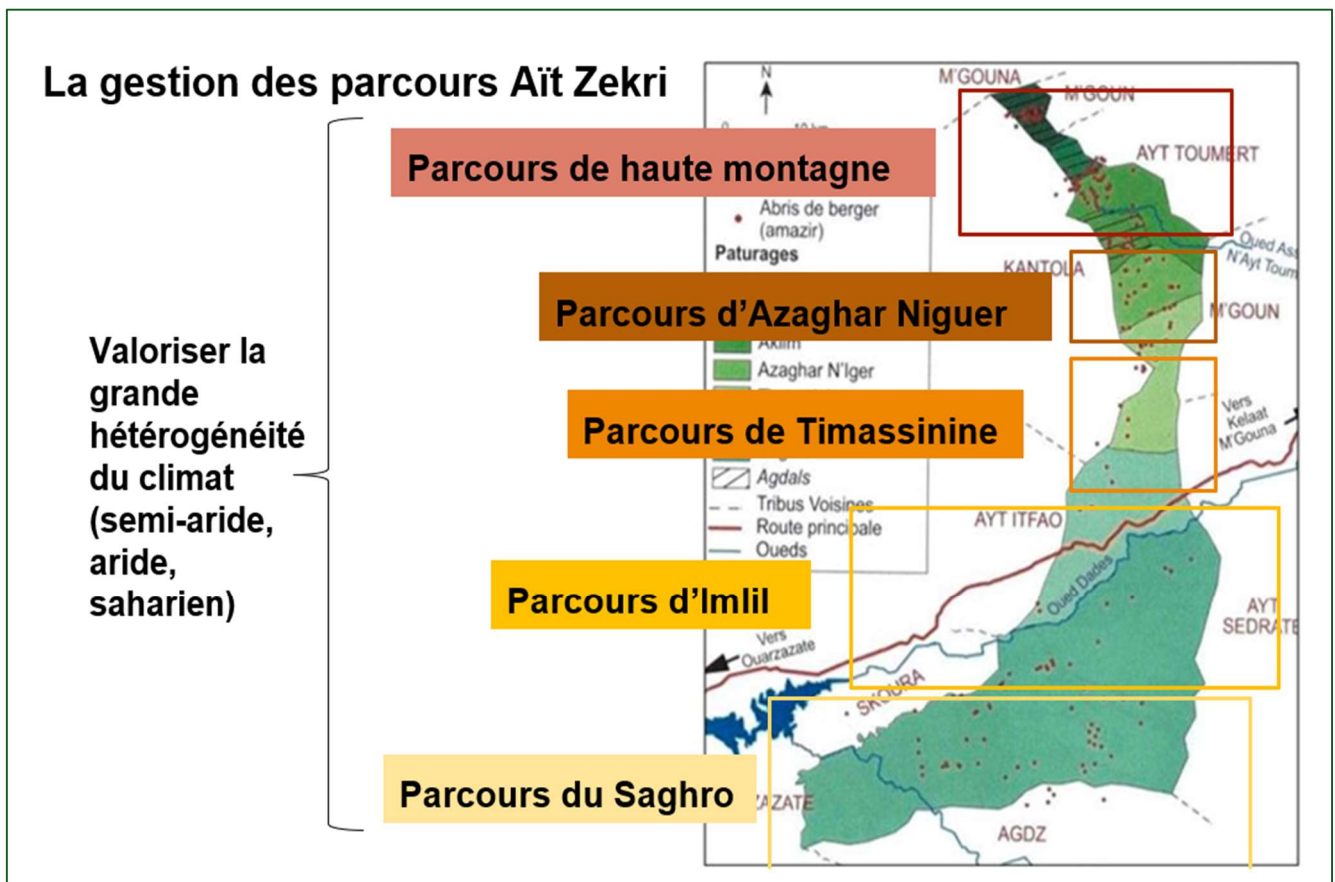 La gestion des parcours Aït Zekri
Valoriser la
grande
hétérogénéité
du climat
(semi-aride,
aride,
saharien)
Parcours de haute montagne
Parcours d’Azaghar Niguer
Parcours de Timassinine
Parcours d’Imlil
Parcours du Saghro
N
M'GOUNA
M'GOUN
AYT TOUMERT
Abris de berger
(amazir)
Paturages
Oued Ass
N'Ayt Toum
KANTOLA
M'GOUN
Azaghar N'Iger
Vers
Kelaat
M'Gouna
Agdals
Tribus Voisines
Route principale
Oueds
AYT ITFAO
Oued Dades
AYT
SEDRATE
Vers
Ouarzazate
SKOURA
AZATE
AGDZ